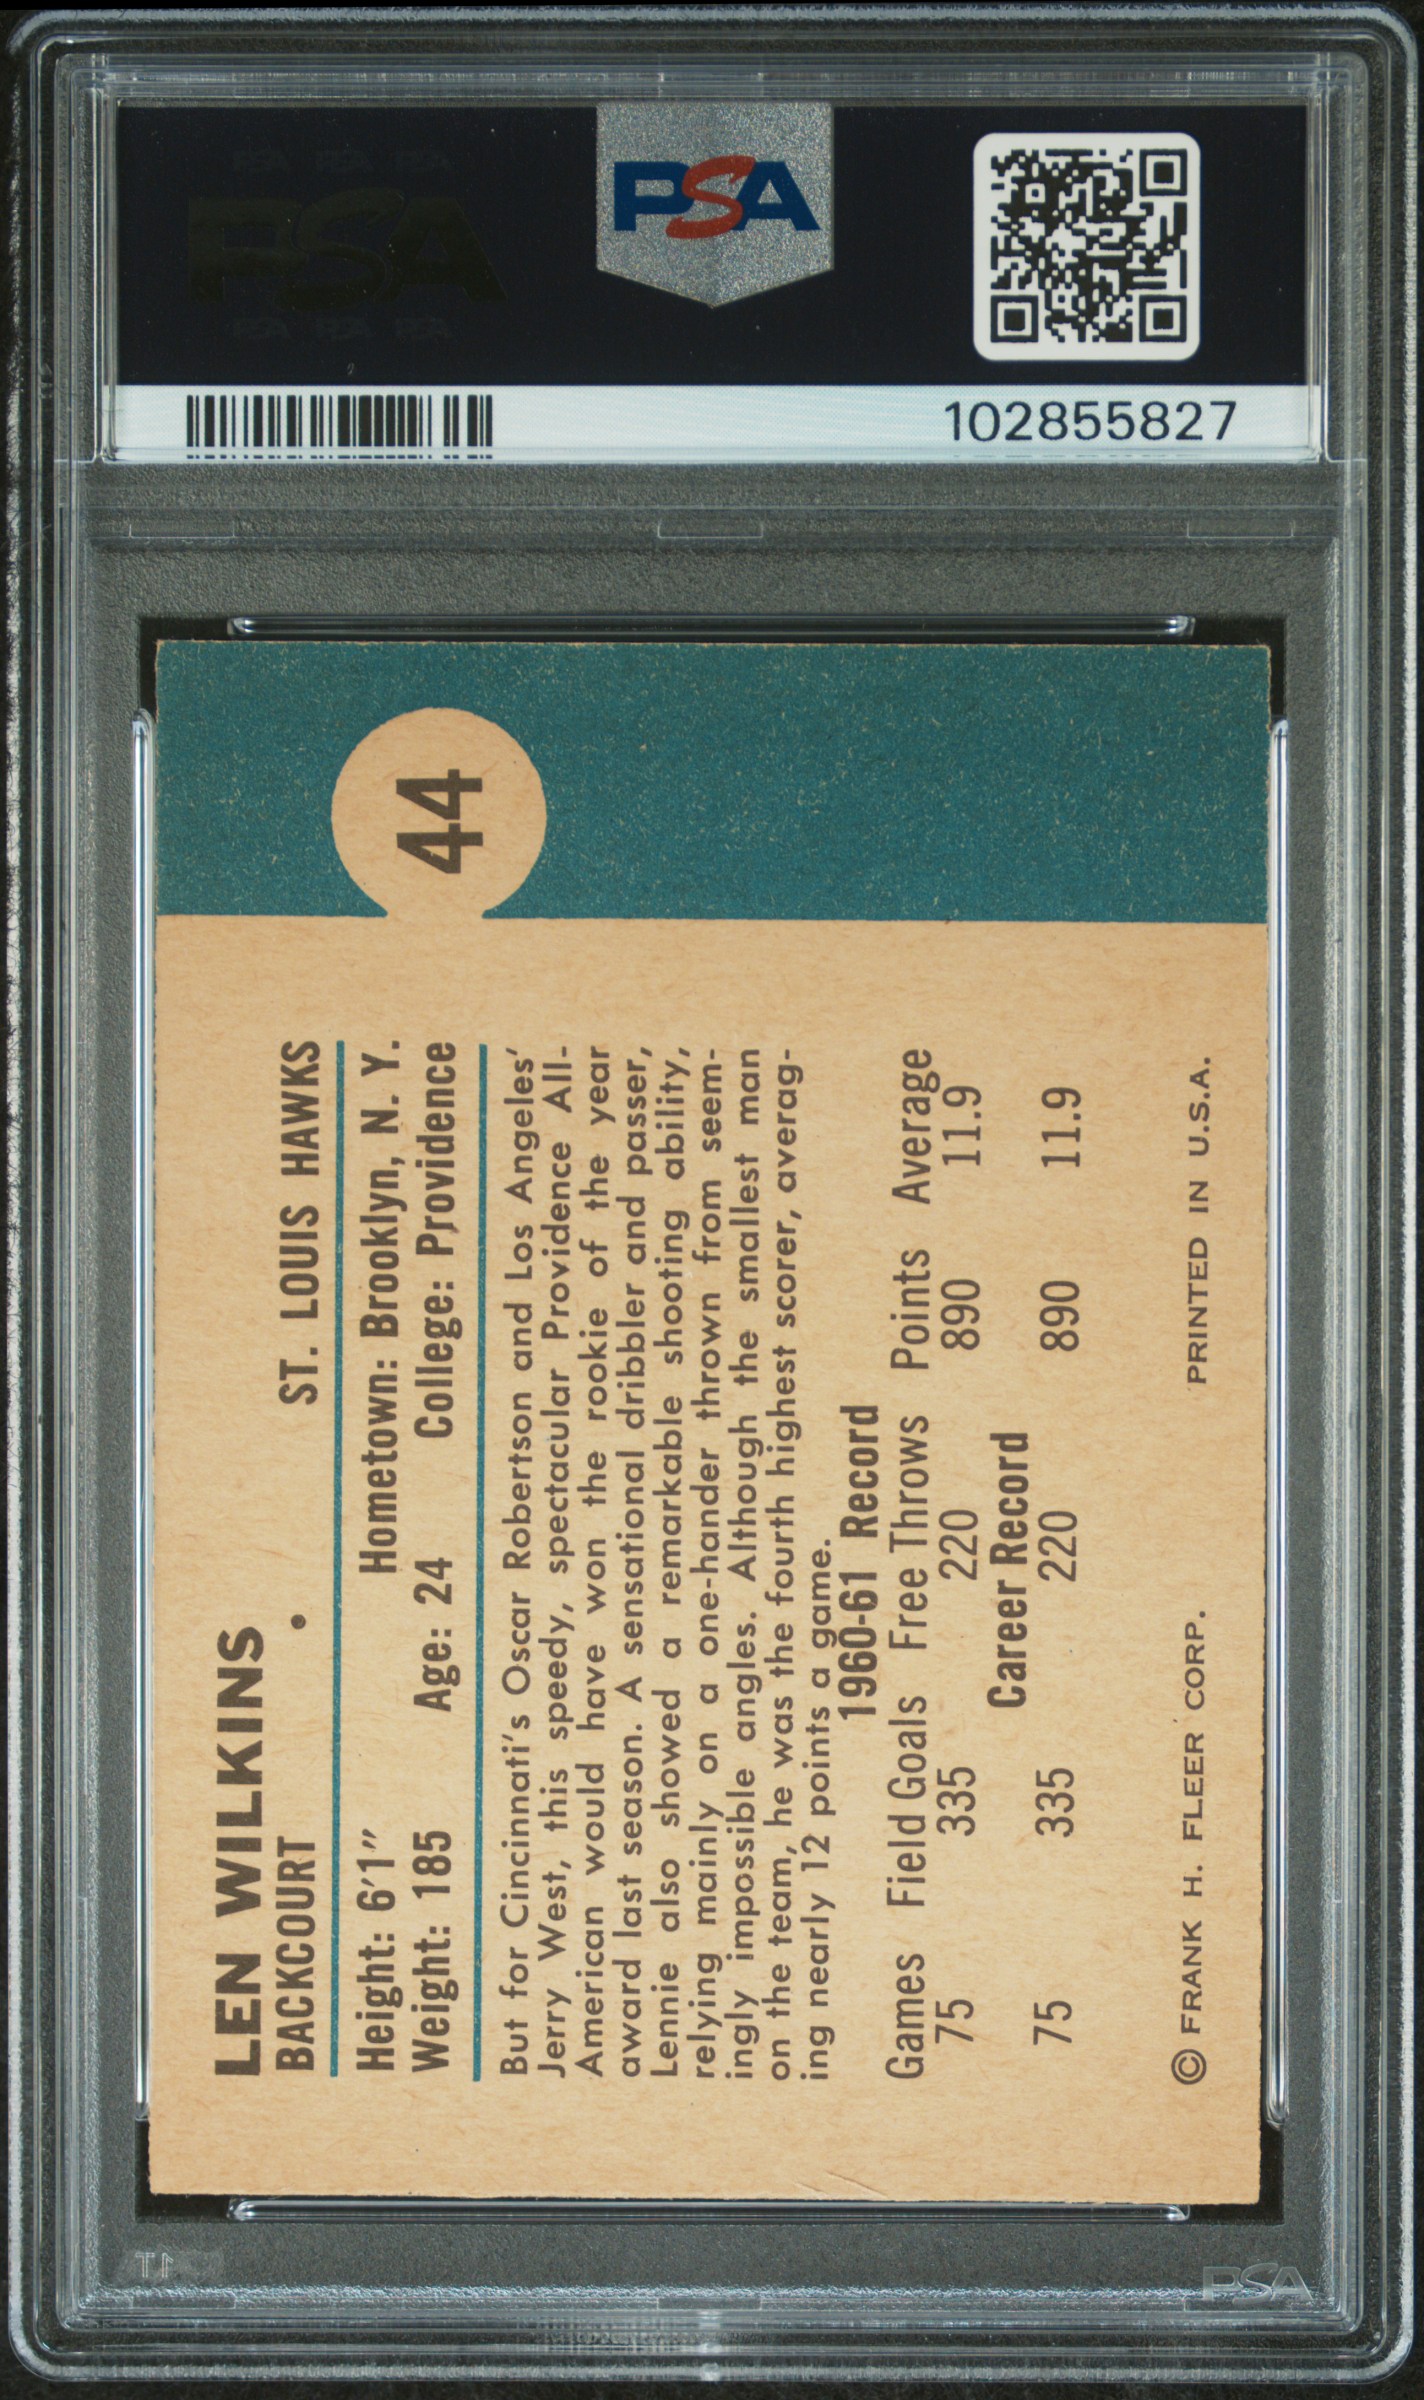 PSA
PSA
102855827
44
LEN WILKINS
BACKCOURT . ST. LOUIS HAWKS
Height: 6'1" Hometown: Brooklyn, N. Y.
Weight: 185 Age: 24 College: Providence
But for Cincinnati's Oscar Robertson and Los Angeles'
Jerry West, this speedy, spectacular Providence All-
American would have won the rookie of the year
award last season. A sensational dribbler and passer,
Lennie also showed a remarkable shooting ability,
relying mainly on a one-hander thrown from seem-
ingly impossible angles. Although the smallest man
on the team, he was the fourth highest scorer, averag-
ing nearly 12 points a game.
1960-61 Record
Games Field Goals Free Throws Points Average
75 335 220 890 11.9
Career Record
75 335 220 890 11.9
© FRANK H. FLEER CORP. PRINTED IN U.S.A.
PSA